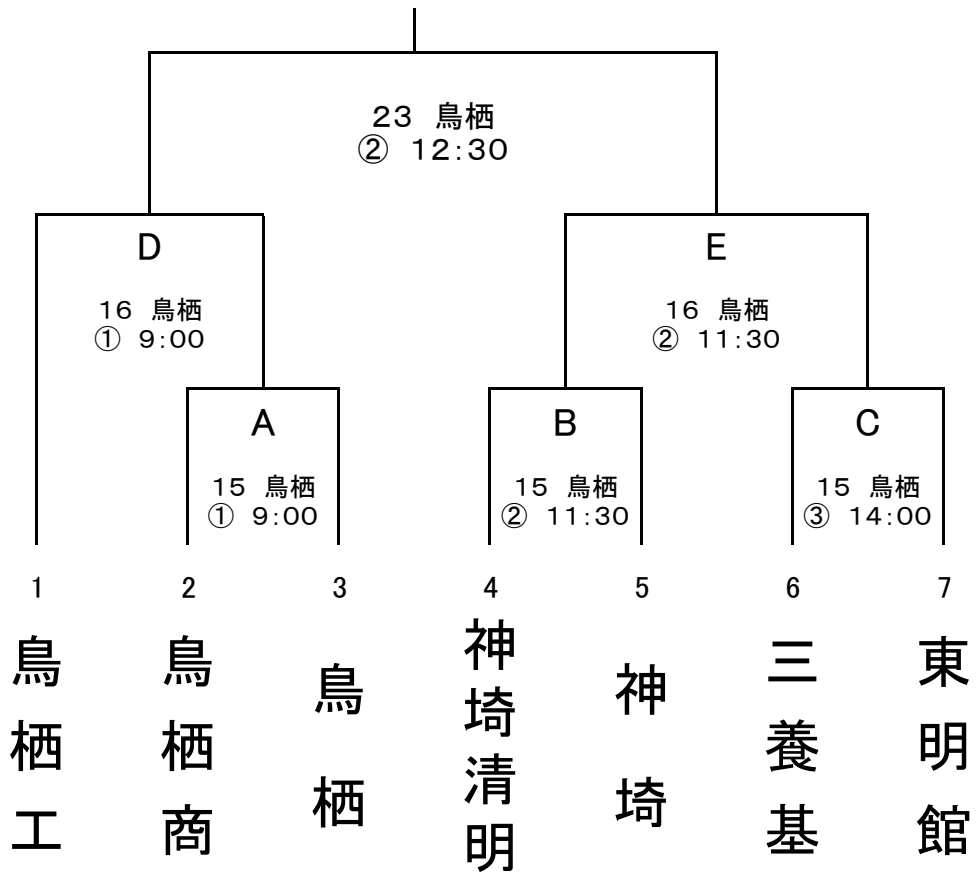 23 鳥栖
② 12:30
D
E
16 鳥栖
① 9:00
16 鳥栖
② 11:30
A
B
C
15 鳥栖
① 9:00
15 鳥栖
② 11:30
15 鳥栖
③ 14:00
1 2 3 4 5 6 7
鳥栖工
鳥栖商
鳥栖
神埼清明
神埼
三養基
東明館